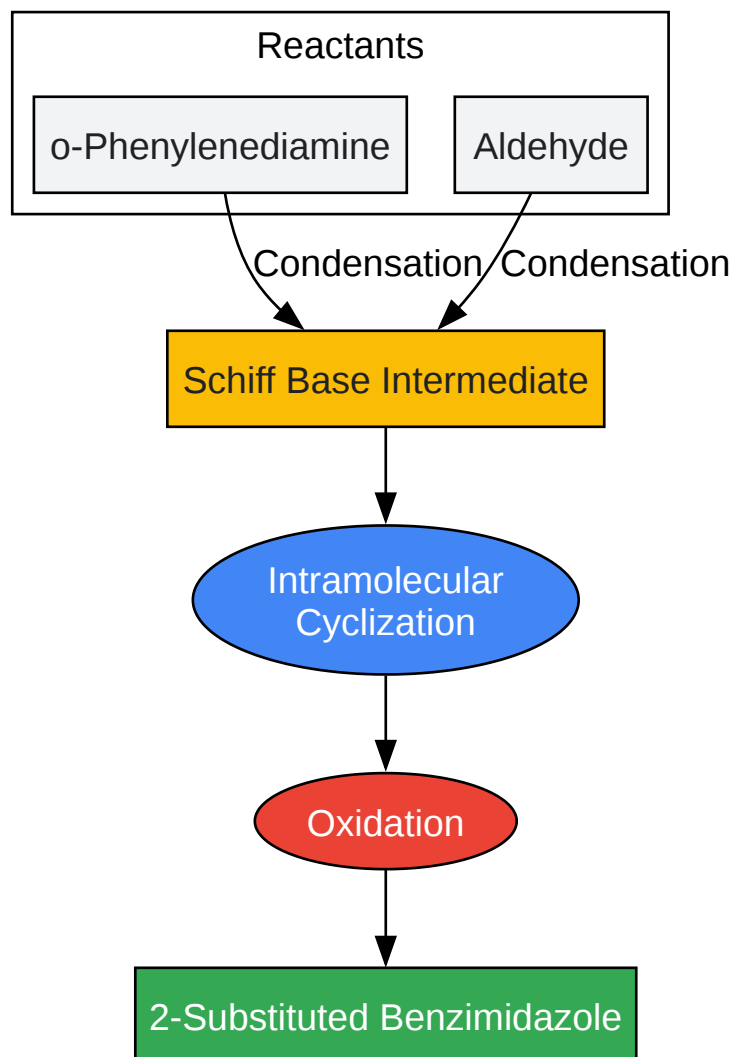 Reactants
o-Phenylenediamine
Aldehyde
Condensation
Condensation
Schiff Base Intermediate
Intramolecular
Cyclization
Oxidation
2-Substituted Benzimidazole